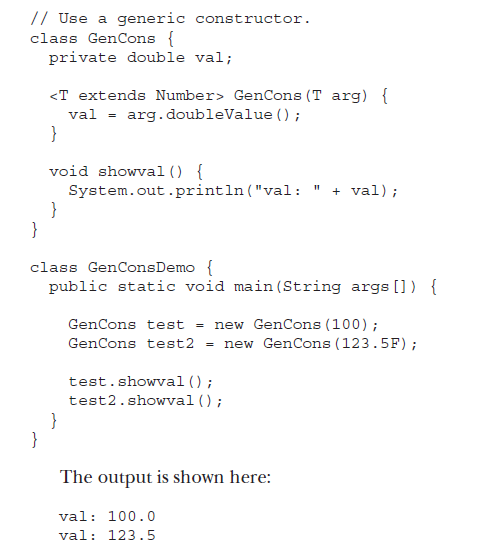 // Use a generic constructor.
class GenCons {
  private double val;

  <T extends Number> GenCons(T arg) {
    val = arg.doubleValue();
  }

  void showval() {
    System.out.println("val: " + val);
  }
}

class GenConsDemo {
  public static void main(String args[]) {

    GenCons test = new GenCons(100);
    GenCons test2 = new GenCons(123.5F);

    test.showval();
    test2.showval();
  }
}
The output is shown here:
val: 100.0
val: 123.5